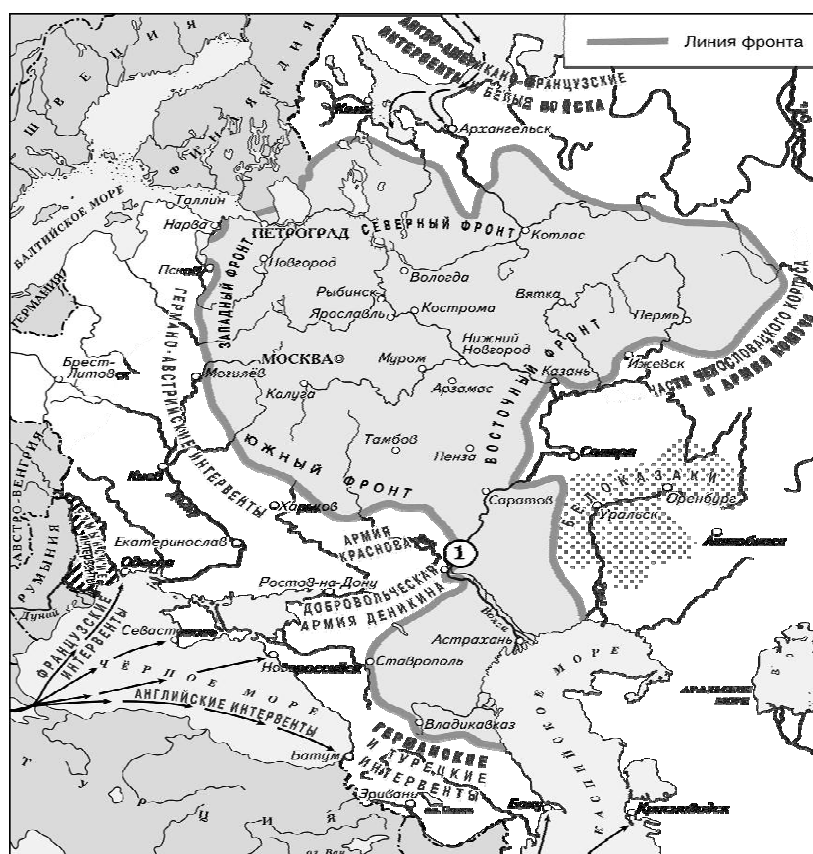 Линия фронта
ШВЕЦИЯ
ФИНЛЯНДИЯ
АНГЛО-АМЕРИКАНО-ФРАНЦУЗСКИЕ
ИНТЕРВЕНТЫ И БЕЛЫЕ ВОЙСКА
Архангельск
БАЛТИЙСКОЕ МОРЕ
Таллин
Нарва
ПЕТРОГРАД
СЕВЕРНЫЙ ФРОНТ
Котлас
Псков
Новгород
Вологда
ГЕРМАНИЯ
ЗАПАДНЫЙ ФРОНТ
Рыбинск
Ярославль
Кострома
Вятка
Пермь
Нижний
Новгород
ГЕРМАНО-АВСТРИЙСКИЕ ИНТЕРВЕНТЫ
Брест-
Литовск
Могилёв
МОСКВА
Муром
Казань
Ижевск
ЧАСТИ ЧЕХОСЛОВАЦКОГО КОРПУСА
И АРМИЯ КОМУЧА
Калуга
Арзамас
ВОСТОЧНЫЙ ФРОНТ
ЮЖНЫЙ ФРОНТ
Тамбов
Пенза
Самара
АВСТРО-ВЕНГРИЯ
Киев
Харьков
Саратов
БЕЛОКАЗАКИ
Оренбург
Уральск
РУМЫНИЯ
Екатеринослав
АРМИЯ
КРАСНОВА
1
Одесса
Ростов-на-Дону
ДОБРОВОЛЬЧЕСКАЯ
АРМИЯ ДЕНИКИНА
Дунай
Волга
ФРАНЦУЗСКИЕ
ИНТЕРВЕНТЫ
Севастополь
Астрахань
Новороссийск
Ставрополь
ЧЁРНОЕ МОРЕ
АНГЛИЙСКИЕ ИНТЕРВЕНТЫ
Владикавказ
АРАЛЬСКОЕ
МОРЕ
КАСПИЙСКОЕ МОРЕ
ГЕРМАНСКИЕ
И ТУРЕЦКИЕ
ИНТЕРВЕНТЫ
Батум
Эривань
Баку
Красноводск
ТУРЦИЯ
оз. Ван